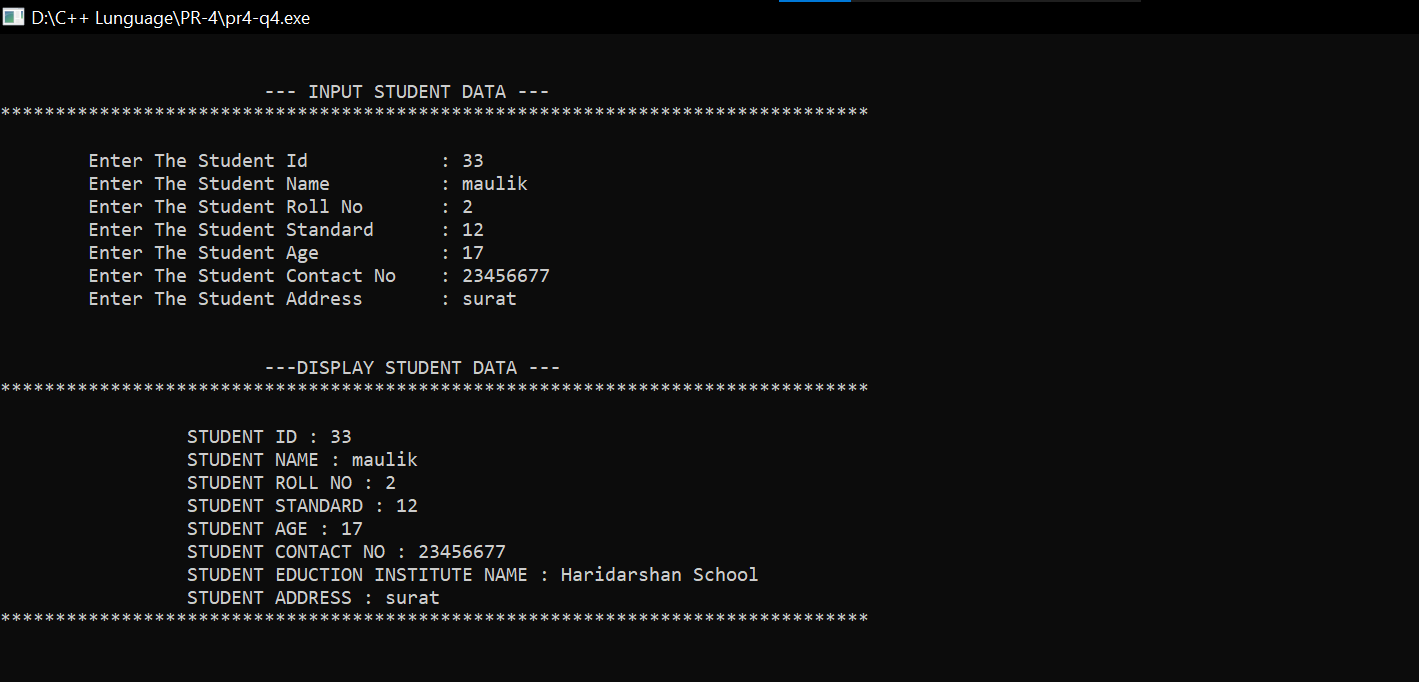 D:\C++ Lunguage\PR-4\pr4-q4.exe
--- INPUT STUDENT DATA ---
*******************************************************************************
Enter The Student Id : 33
Enter The Student Name : maulik
Enter The Student Roll No : 2
Enter The Student Standard : 12
Enter The Student Age : 17
Enter The Student Contact No : 23456677
Enter The Student Address : surat
---DISPLAY STUDENT DATA ---
*******************************************************************************
STUDENT ID : 33
STUDENT NAME : maulik
STUDENT ROLL NO : 2
STUDENT STANDARD : 12
STUDENT AGE : 17
STUDENT CONTACT NO : 23456677
STUDENT EDUCTION INSTITUTE NAME : Haridarshan School
STUDENT ADDRESS : surat
*******************************************************************************